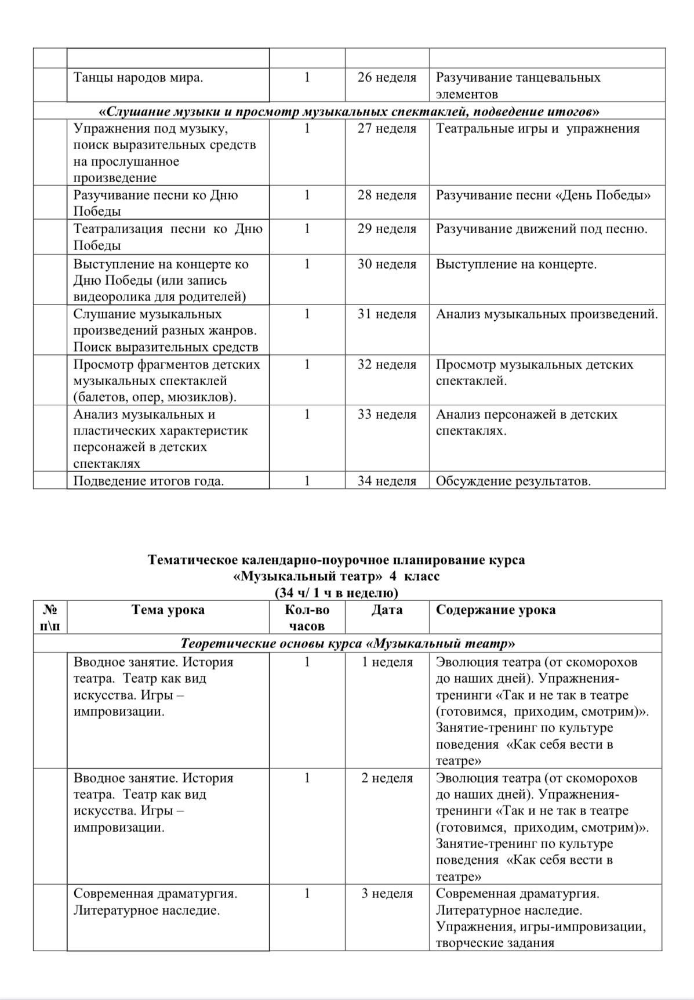 Танцы народов мира. 1 26 неделя Разучивание танцевальных
элементов
«Слушание музыки и просмотр музыкальных спектаклей, подведение итогов»
Упражнения под музыку, 1 27 неделя Театральные игры и упражнения
поиск выразительных средств
на прослушанное
произведение
Разучивание песни ко Дню 1 28 неделя Разучивание песни «День Победы»
Победы
Театрализация песни ко Дню 1 29 неделя Разучивание движений под песню.
Победы
Выступление на концерте ко 1 30 неделя Выступление на концерте.
Дню Победы (или запись
видеоролика для родителей)
Слушание музыкальных 1 31 неделя Анализ музыкальных произведений.
произведений разных жанров.
Поиск выразительных средств
Просмотр фрагментов детских 1 32 неделя Просмотр музыкальных детских
музыкальных спектаклей спектаклей.
(балетов, опер, мюзиклов).
Анализ музыкальных и 1 33 неделя Анализ персонажей в детских
пластических характеристик спектаклях.
персонажей в детских
спектаклях
Подведение итогов года. 1 34 неделя Обсуждение результатов.
Тематическое календарно-поурочное планирование курса
«Музыкальный театр» 4 класс
(34 ч/ 1 ч в неделю)
№ Тема урока Кол-во Дата Содержание урока
п\п часов
Теоретические основы курса «Музыкальный театр»
Вводное занятие. История 1 1 неделя Эволюция театра (от скоморохов
театра. Театр как вид до наших дней). Упражнения-
искусства. Игры – тренинги «Так и не так в театре
импровизации. (готовимся, приходим, смотрим)».
Занятие-тренинг по культуре
поведения «Как себя вести в
театре»
Вводное занятие. История 1 2 неделя Эволюция театра (от скоморохов
театра. Театр как вид до наших дней). Упражнения-
искусства. Игры – тренинги «Так и не так в театре
импровизации. (готовимся, приходим, смотрим)».
Занятие-тренинг по культуре
поведения «Как себя вести в
театре»
Современная драматургия. 1 3 неделя Современная драматургия.
Литературное наследие. Литературное наследие.
Упражнения, игры-импровизации,
творческие задания